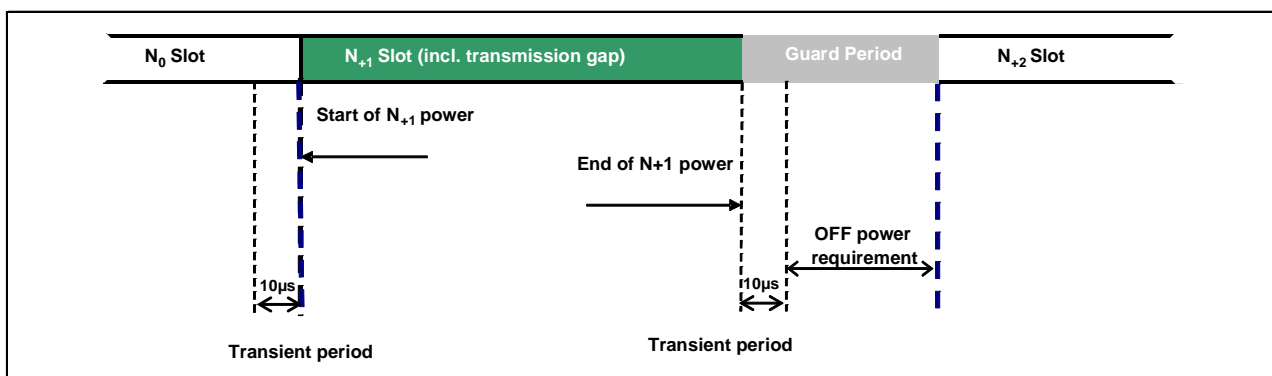 N0 Slot
N+1 Slot (incl. transmission gap)
Guard Period
N+2 Slot
Start of N+1 power
End of N+1 power
OFF power
requirement
10µs
10µs
Transient period
Transient period